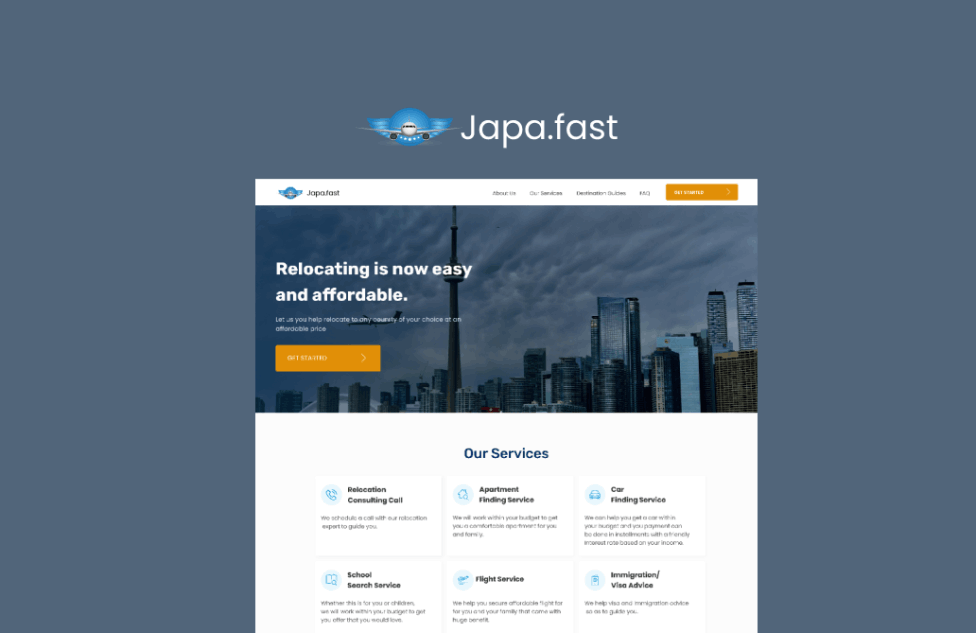 Japa.fast
Japa.fast
About Us Our Services Destination Guides FAQ GET STARTED
Relocating is now easy
and affordable.
Let us you help relocate to any country of your choice at an
affordable price
GET STARTED
Our Services
Relocation
Consulting Call
We schedule a call with our relocation
expert to guide you.
Apartment
Finding Service
We will work within your budget to get
you a comfortable apartment for you
and family.
Car
Finding Service
We can help you get a car within
your budget and you payment can
be done in installments with a friendly
interest rate based on your income.
School
Search Service
Whether this is for you or children,
we will work within your budget to get
you offer that you would love.
Flight Service
We help you secure affordable flight for
for you and your family that come with
huge benefit.
Immigration/
Visa Advice
We help visa and immigration advice
so as to guide you.